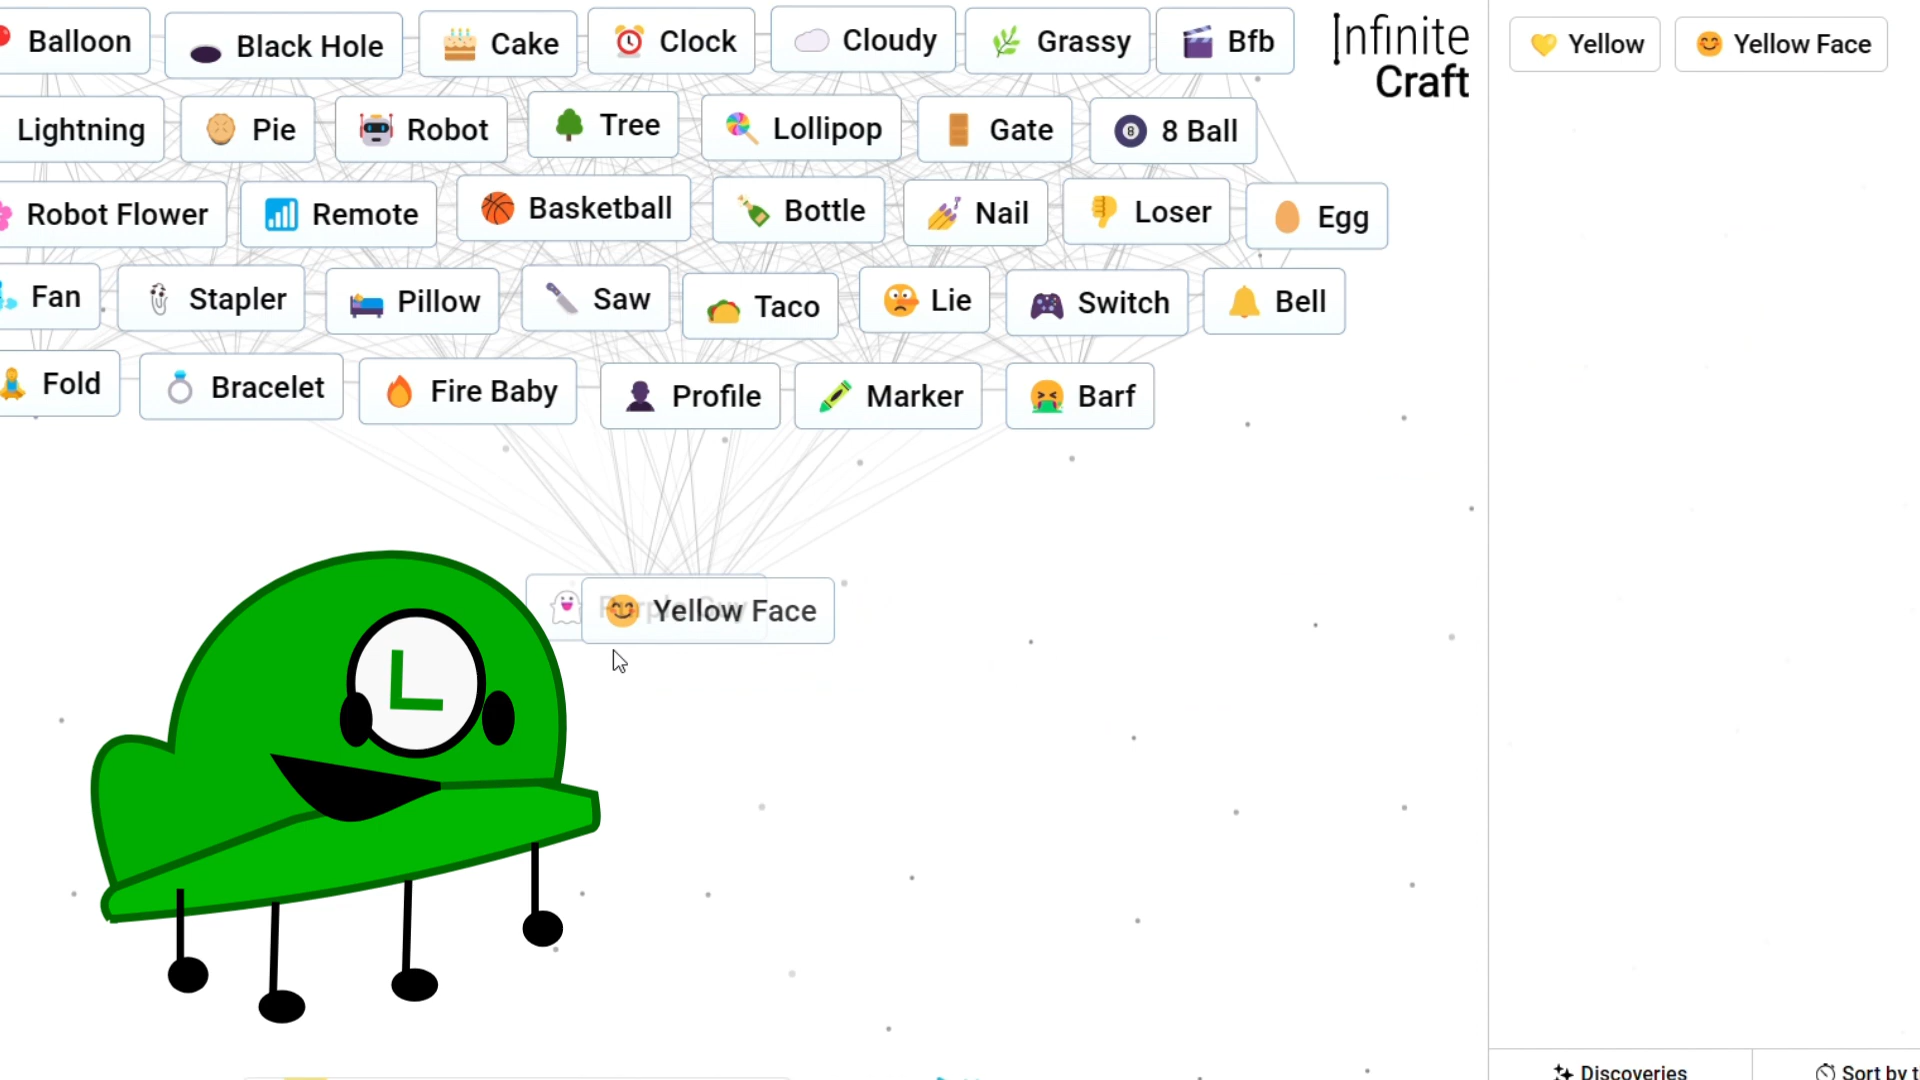 Balloon Black Hole Cake Clock Cloudy Grassy Bfb
Infinite
Craft
Yellow Yellow Face
Lightning Pie Robot Tree Lollipop Gate 8 8 Ball
Robot Flower Remote Basketball Bottle Nail Loser Egg
Fan Stapler Pillow Saw Taco Lie Switch Bell
Fold Bracelet Fire Baby Profile Marker Barf
Yellow Face
L
Discoveries Sort by t